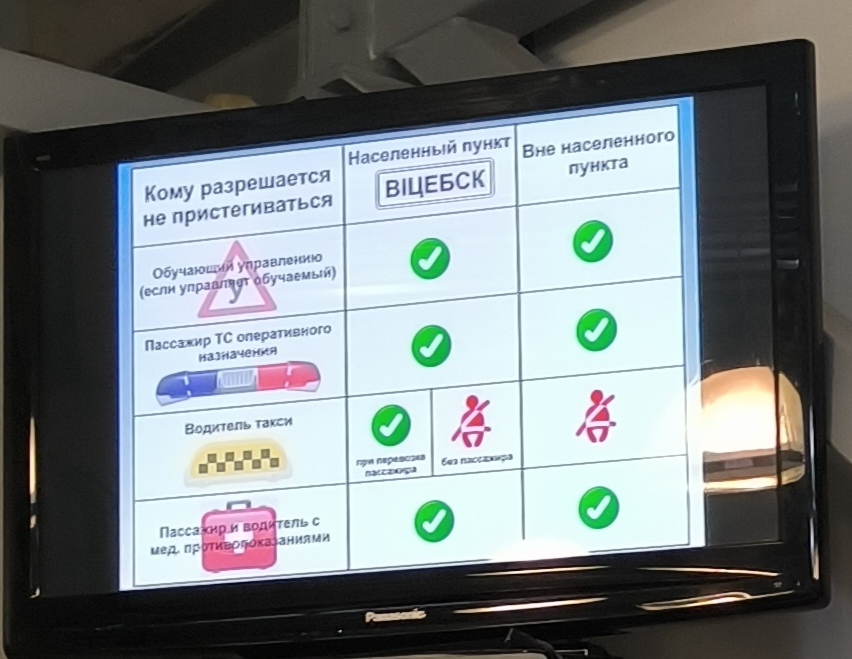 Кому разрешается
не пристегиваться
Населенный пункт
ВІЦЕБСК
Вне населенного
пункта
Обучающий управлению
(если управляет обучаемый)
У
Пассажир ТС оперативного
назначения
Водитель такси
при перевозке
пассажира
без пассажира
Пассажир и водитель с
мед. противопоказаниями
Panasonic